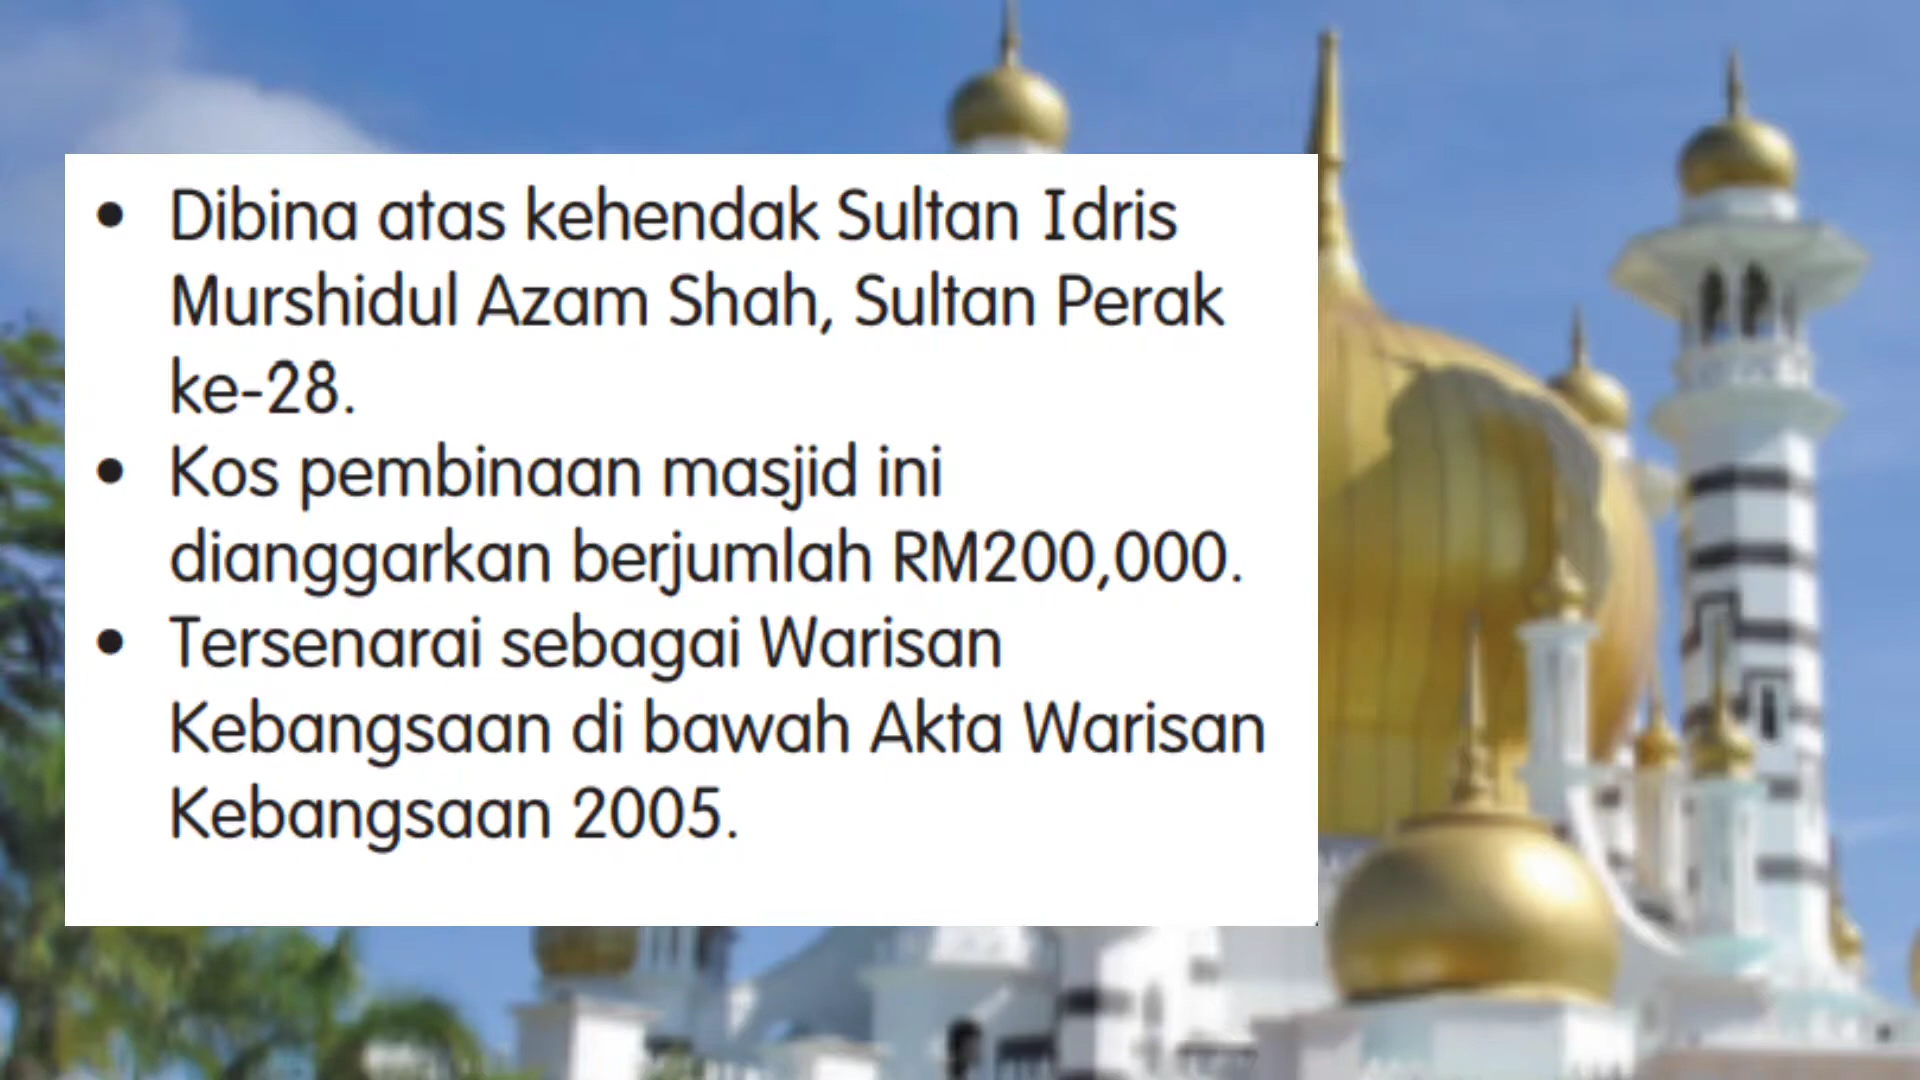 • Dibina atas kehendak Sultan Idris
Murshidul Azam Shah, Sultan Perak
ke-28.
• Kos pembinaan masjid ini
dianggarkan berjumlah RM200,000.
• Tersenarai sebagai Warisan
Kebangsaan di bawah Akta Warisan
Kebangsaan 2005.